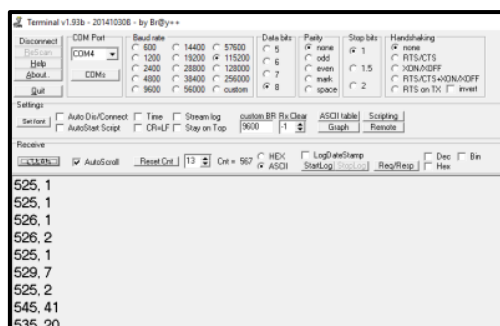 Terminal v1.93b - 20141030B - by Br@y++
Disconnect
ReScan
Help
About..
Quit
COM Port
COM4
COMs
Baud rate
600 14400 57600
1200 19200 115200
2400 28800 128000
4800 38400 256000
9600 56000 custom
Data bits
5
6
7
8
Parity
none
odd
even
mark
space
Stop bits
1
1.5
2
Handshaking
none
RTS/CTS
XON/XOFF
RTS/CTS+XON/XOFF
RTS on TX invert
Settings
Set font
Auto Dis/Connect Time Stream log custom BR Rx Clear ASCII table Scripting
AutoStart Script CR=LF Stay on Top 9600 -1 Graph Remote
Receive
CLEAR AutoScroll Reset Cnt 13 Cnt = 567 HEX ASCII LogDateStamp StartLog StopLog Req/Resp Dec Bin Hex
525, 1
525, 1
526, 1
526, 2
525, 1
529, 7
525, 2
545, 41
535, 20